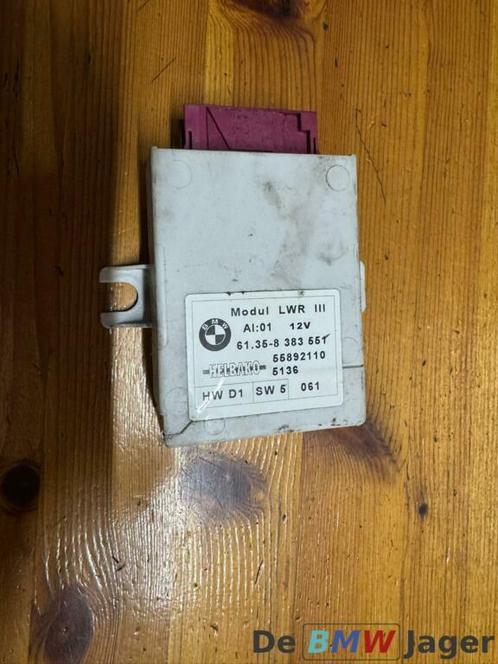 Modul LWR III
BMW AI:01 12V
61.35-8 383 551
55892110
HELBAKO 5136
HW D1 SW 5 061
De BMW Jager